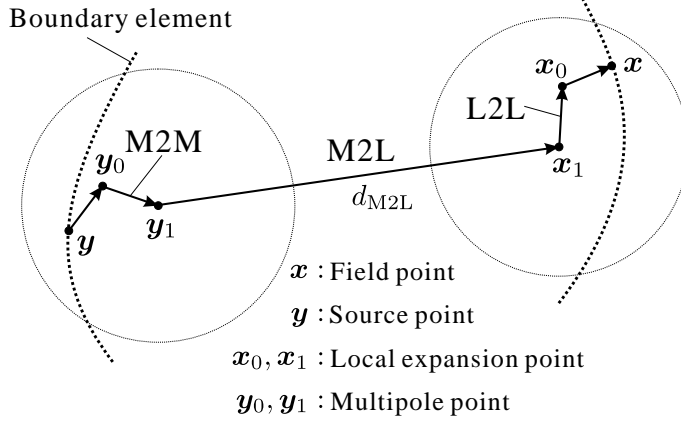 Boundary element
x₀
x
L2L
M2M
M2L
y₀
x₁
d_M2L
y₁
y
x : Field point
y : Source point
x₀, x₁ : Local expansion point
y₀, y₁ : Multipole point